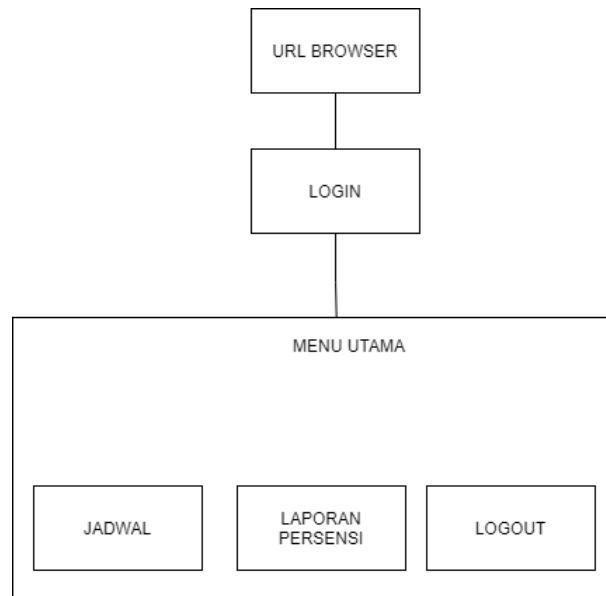 URL BROWSER
LOGIN
MENU UTAMA
JADWAL
LAPORAN
PERSENSI
LOGOUT